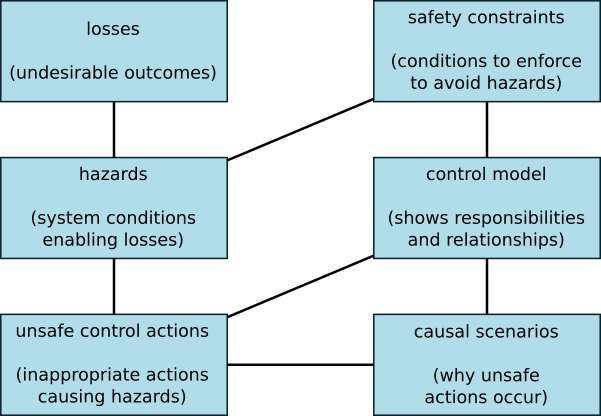 losses
(undesirable outcomes)
safety constraints
(conditions to enforce
to avoid hazards)
hazards
(system conditions
enabling losses)
control model
(shows responsibilities
and relationships)
unsafe control actions
(inappropriate actions
causing hazards)
causal scenarios
(why unsafe
actions occur)